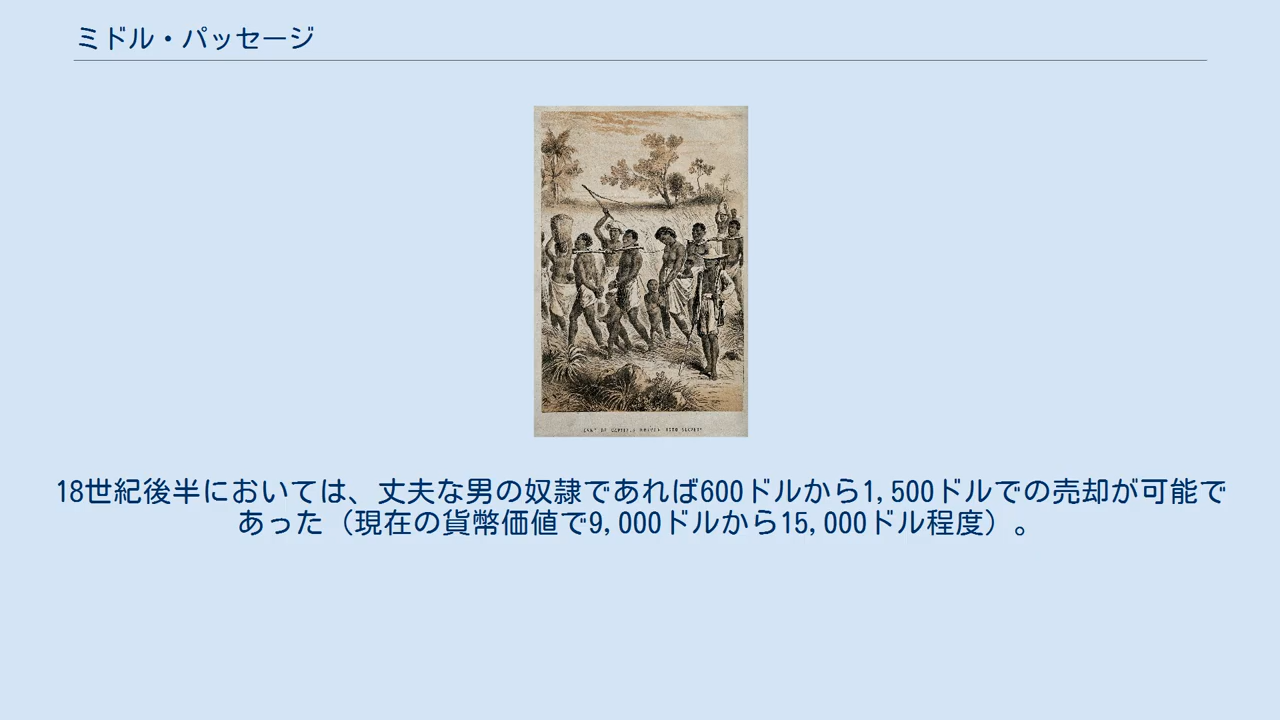 ミドル・パッセージ
18世紀後半においては、丈夫な男の奴隷であれば600ドルから1,500ドルでの売却が可能で
あった（現在の貨幣価値で9,000ドルから15,000ドル程度）。